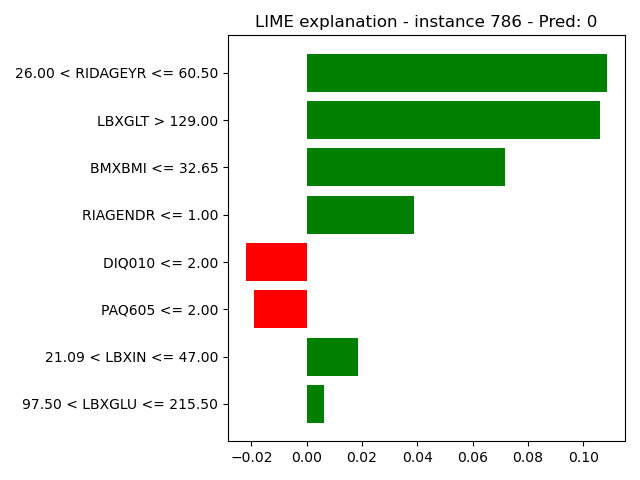 LIME explanation - instance 786 - Pred: 0
26.00 < RIDAGEYR <= 60.50
LBXGLT > 129.00
BMXBMI <= 32.65
RIAGENDR <= 1.00
DIQ010 <= 2.00
PAQ605 <= 2.00
21.09 < LBXIN <= 47.00
97.50 < LBXGLU <= 215.50
−0.02 0.00 0.02 0.04 0.06 0.08 0.10